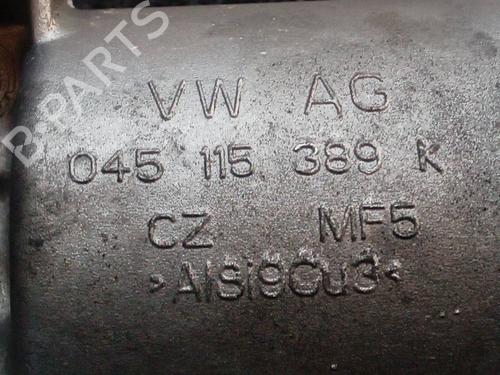 B-PARTS
VW AG
045 115 389 K
CZ MF5
>AlSi9Cu3<